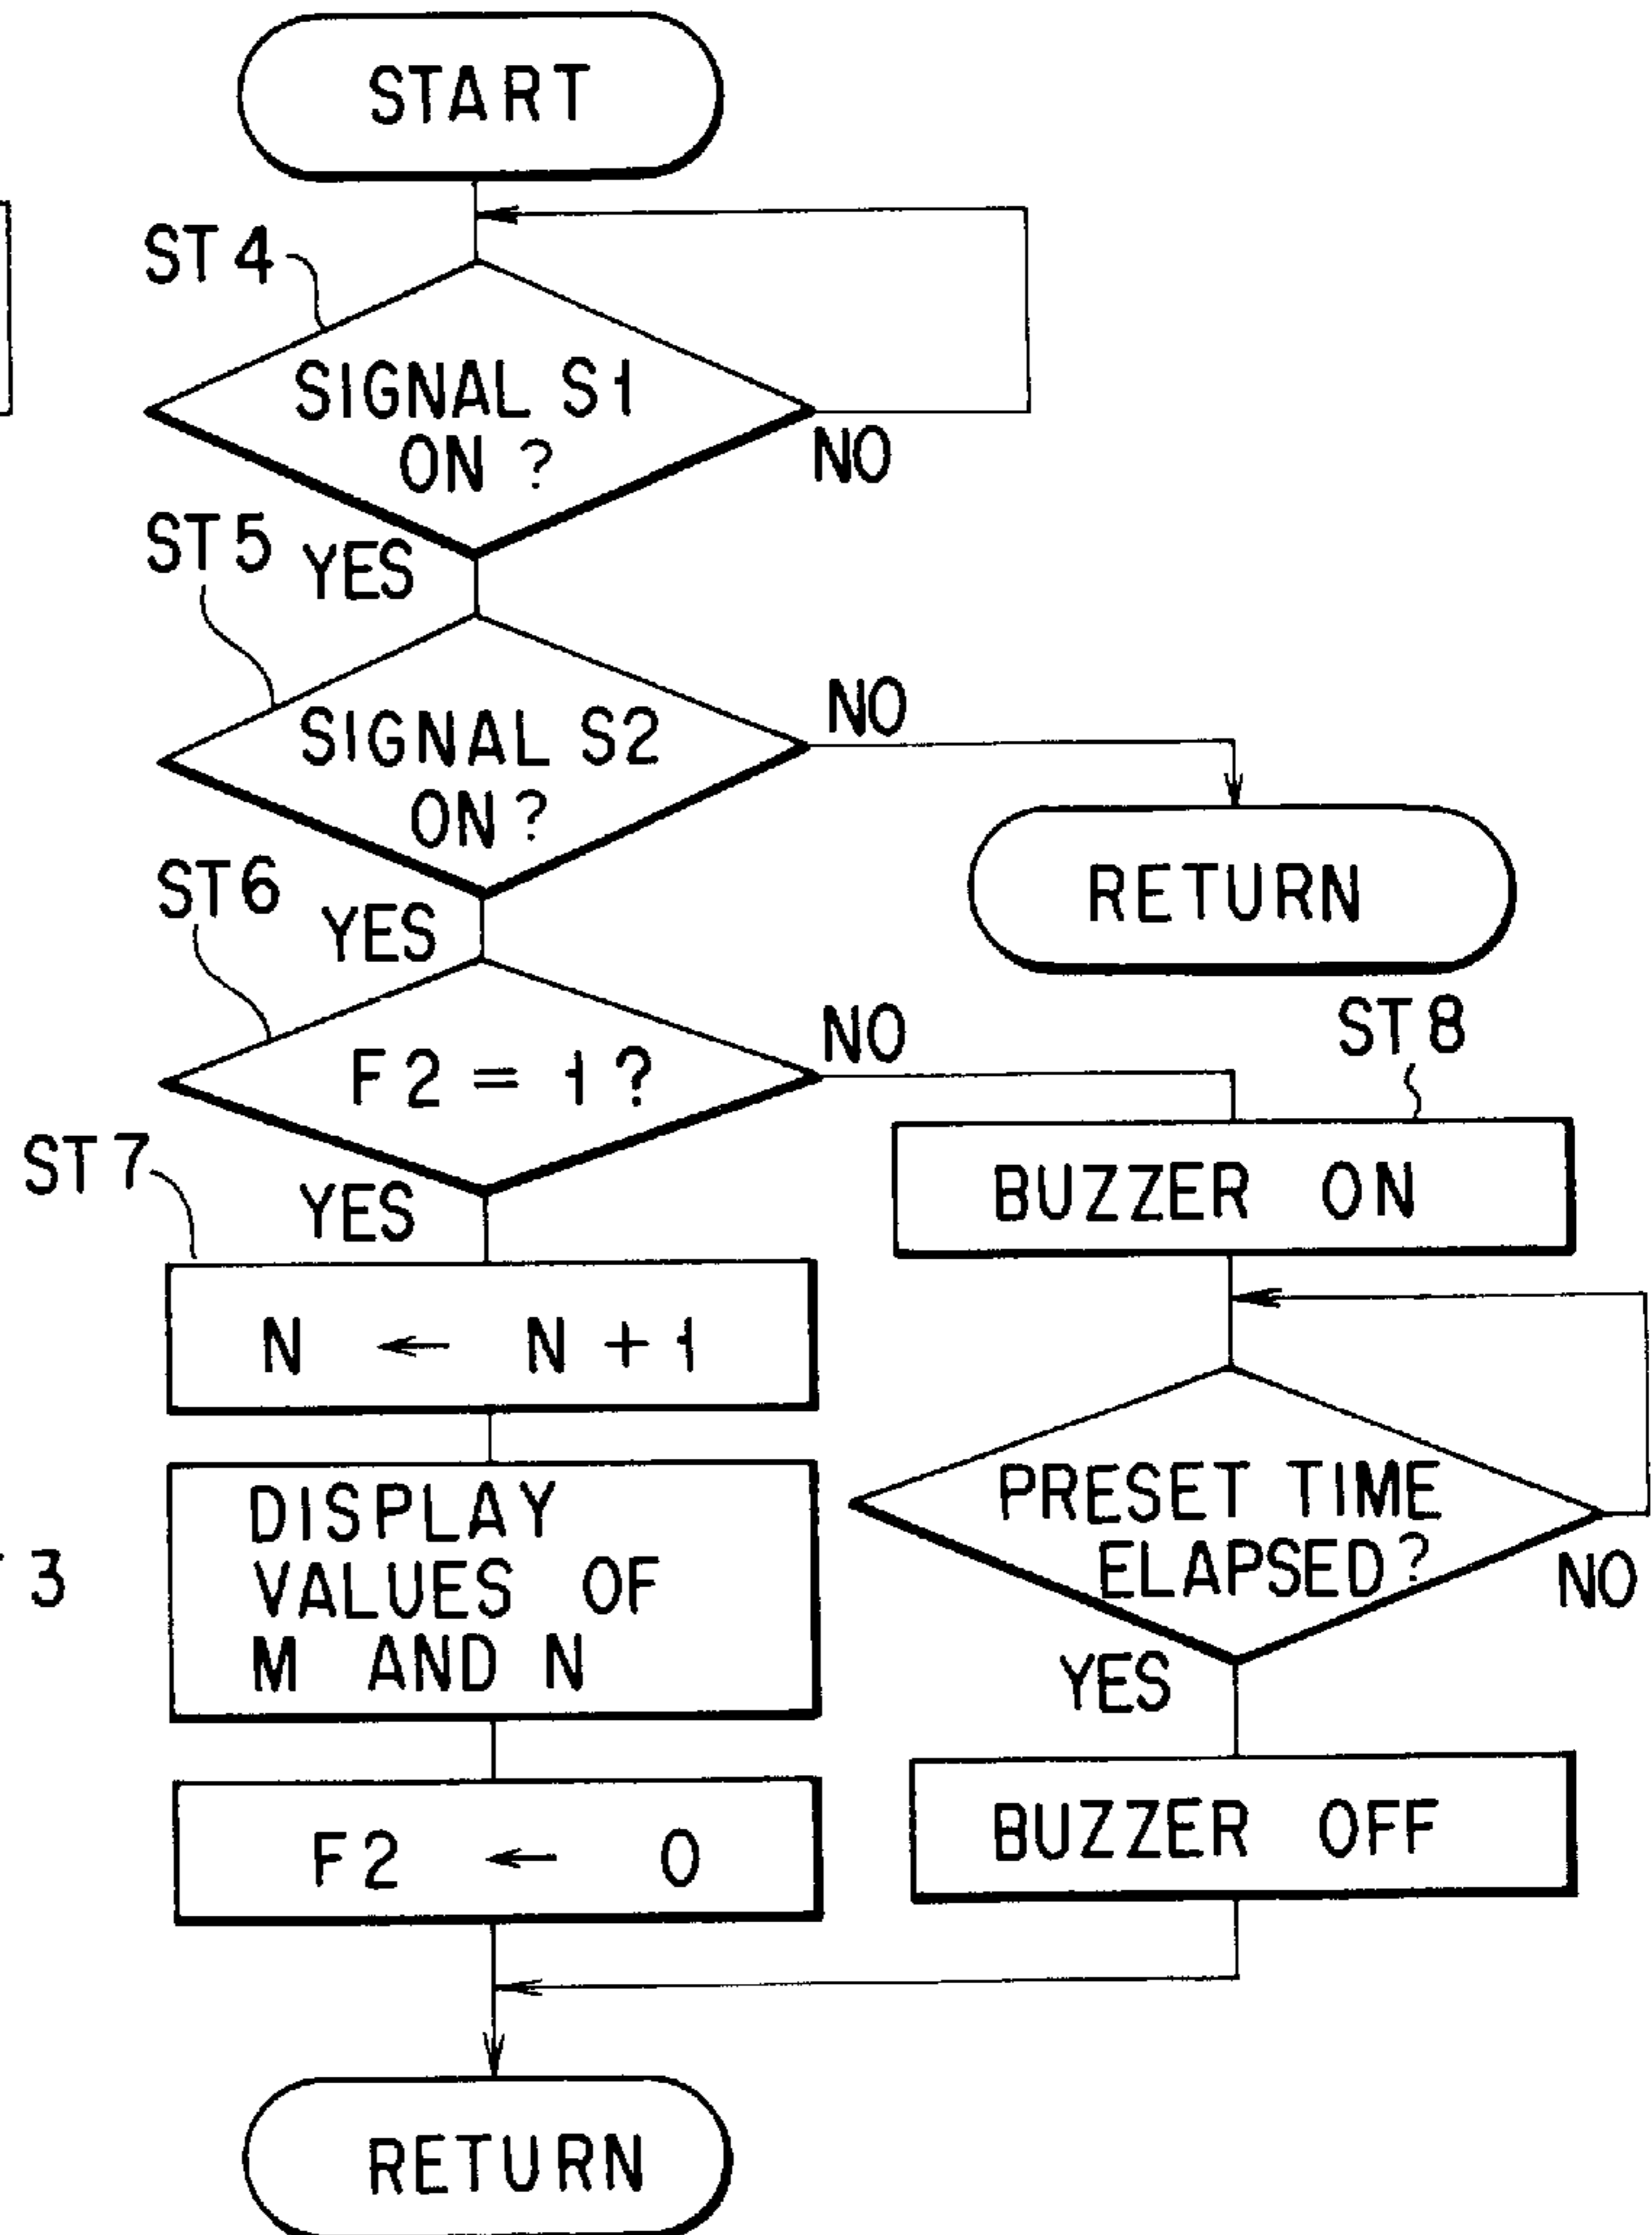 START
ST4
SIGNAL S1
ON ?
NO
ST5
YES
SIGNAL S2
ON ?
NO
RETURN
ST6
YES
F2 = 1 ?
NO
ST8
BUZZER ON
ST7
YES
N ← N + 1
PRESET TIME
ELAPSED ?
NO
DISPLAY
VALUES OF
M AND N
3
YES
BUZZER OFF
F2 ← 0
RETURN